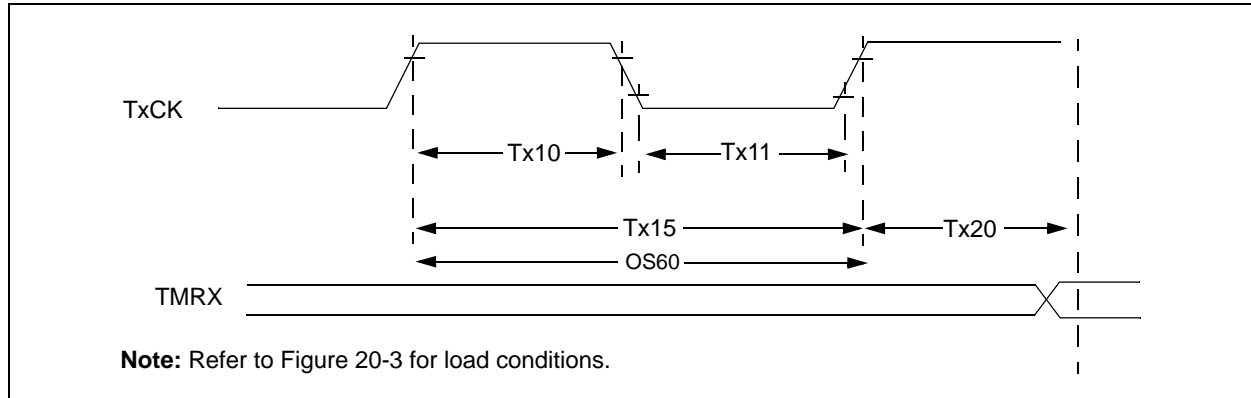 TxCK
Tx10
Tx11
Tx15
Tx20
OS60
TMRX
Note: Refer to Figure 20-3 for load conditions.